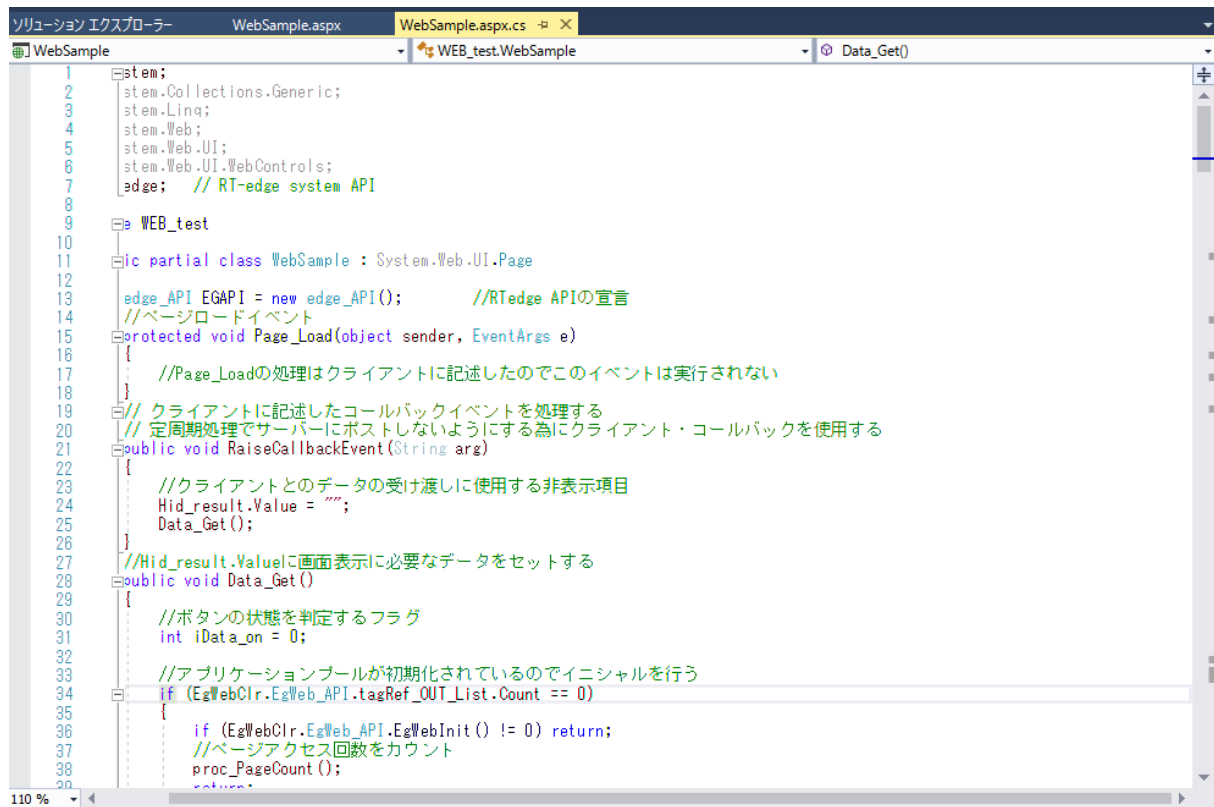 ソリューション エクスプローラー WebSample.aspx WebSample.aspx.cs
WebSample WEB_test.WebSample Data_Get()
1 stem;
2 stem.Collections.Generic;
3 stem.Linq;
4 stem.Web;
5 stem.Web.UI;
6 stem.Web.UI.WebControls;
7 edge; // RT-edge system API
8
9 e WEB_test
10
11 ic partial class WebSample : System.Web.UI.Page
12
13 edge_API EGAPI = new edge_API(); //RTedge APIの宣言
14 //ページロードイベント
15 protected void Page_Load(object sender, EventArgs e)
16 {
17 //Page_Loadの処理はクライアントに記述したのでこのイベントは実行されない
18 }
19 // クライアントに記述したコールバックイベントを処理する
20 // 定周期処理でサーバーにポストしないようにする為にクライアント・コールバックを使用する
21 public void RaiseCallbackEvent(String arg)
22 {
23 //クライアントとのデータの受け渡しに使用する非表示項目
24 Hid_result.Value = "";
25 Data_Get();
26 }
27 //Hid_result.Valueに画面表示に必要なデータをセットする
28 public void Data_Get()
29 {
30 //ボタンの状態を判定するフラグ
31 int iData_on = 0;
32
33 //アプリケーションプールが初期化されているのでイニシャルを行う
34 if (EgWebClr.EgWeb_API.tagRef_OUT_List.Count == 0)
35 {
36 if (EgWebClr.EgWeb_API.EgWebInit() != 0) return;
37 //ページアクセス回数をカウント
38 proc_PageCount();
39 return;
110 %